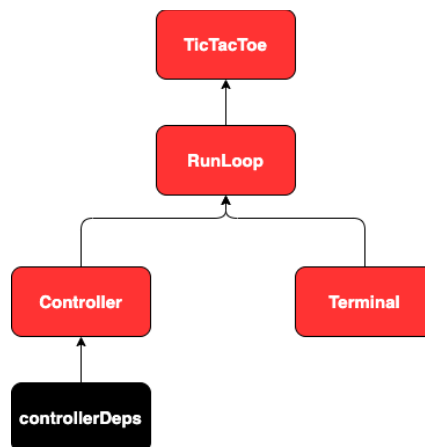 TicTacToe
RunLoop
Controller
Terminal
controllerDeps